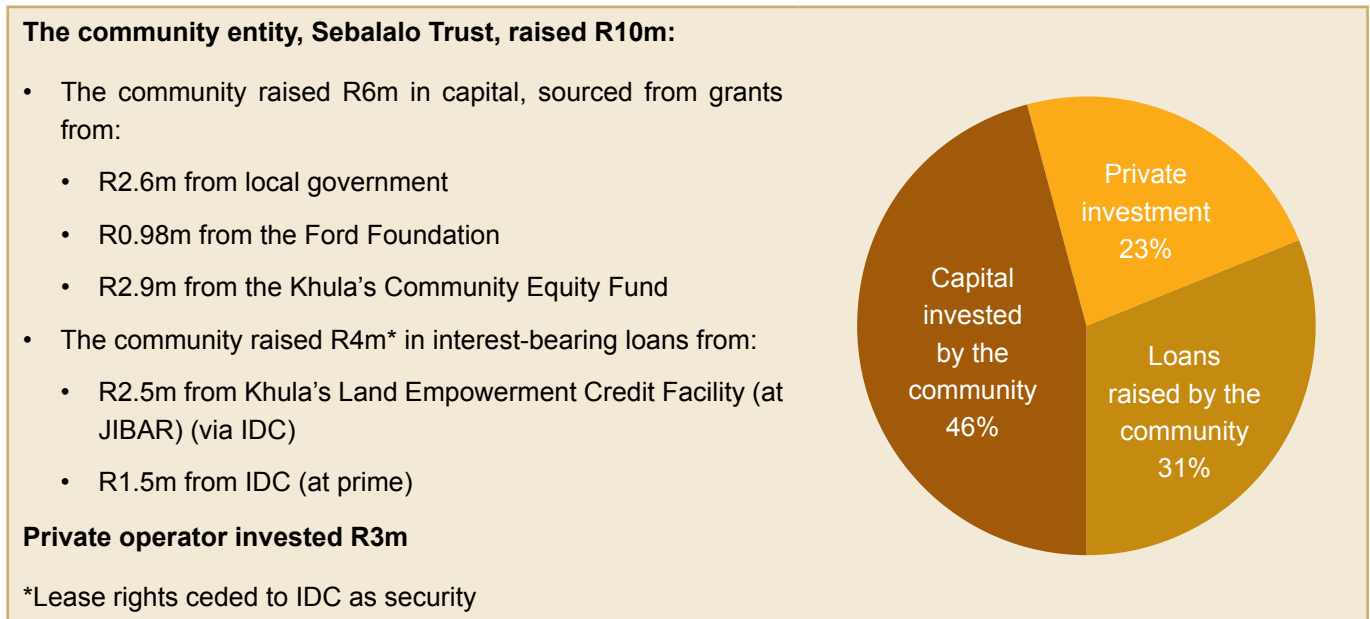 The community entity, Sebalalo Trust, raised R10m:
• The community raised R6m in capital, sourced from grants
from:
• R2.6m from local government
• R0.98m from the Ford Foundation
• R2.9m from the Khula's Community Equity Fund
• The community raised R4m* in interest-bearing loans from:
• R2.5m from Khula's Land Empowerment Credit Facility (at
JIBAR) (via IDC)
• R1.5m from IDC (at prime)
Private operator invested R3m
*Lease rights ceded to IDC as security
Private
investment
23%
Capital
invested
by the
community
46%
Loans
raised by the
community
31%